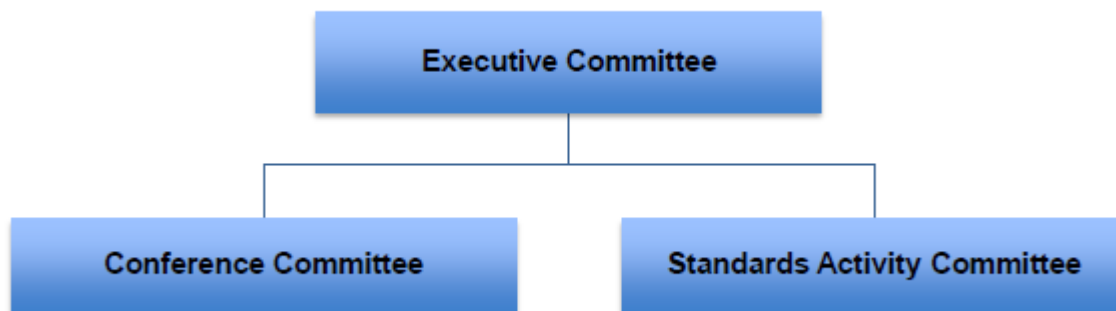 Executive Committee
Conference Committee
Standards Activity Committee